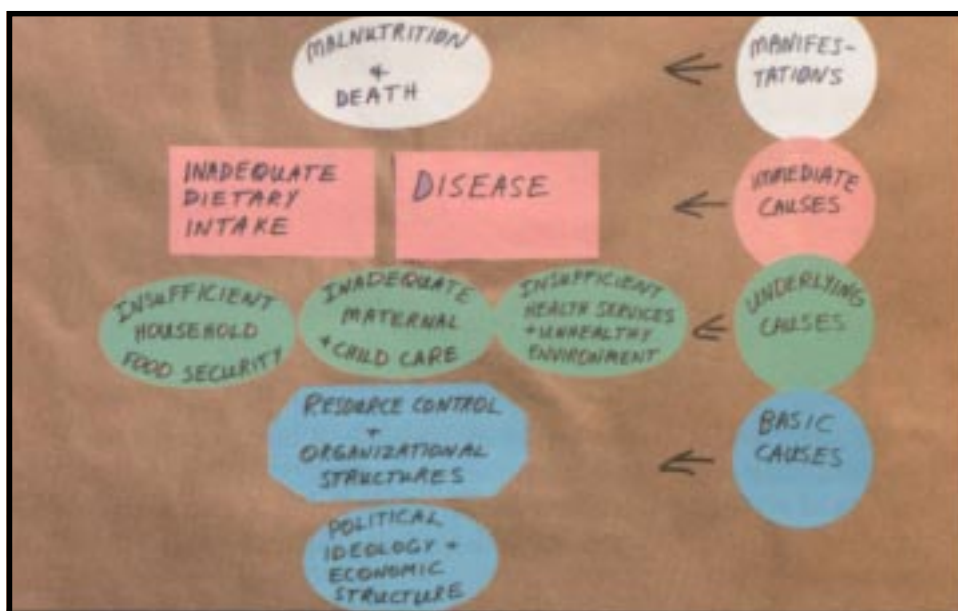 MALNUTRITION
+
DEATH
MANIFES-
TATIONS
INADEQUATE
DIETARY
INTAKE
DISEASE
IMMEDIATE
CAUSES
INSUFFICIENT
HOUSEHOLD
FOOD SECURITY
INADEQUATE
MATERNAL
+ CHILD CARE
INSUFFICIENT
HEALTH SERVICES
+ UNHEALTHY
ENVIRONMENT
UNDERLYING
CAUSES
RESOURCE CONTROL
+
ORGANIZATIONAL
STRUCTURES
BASIC
CAUSES
POLITICAL
IDEOLOGY +
ECONOMIC
STRUCTURE